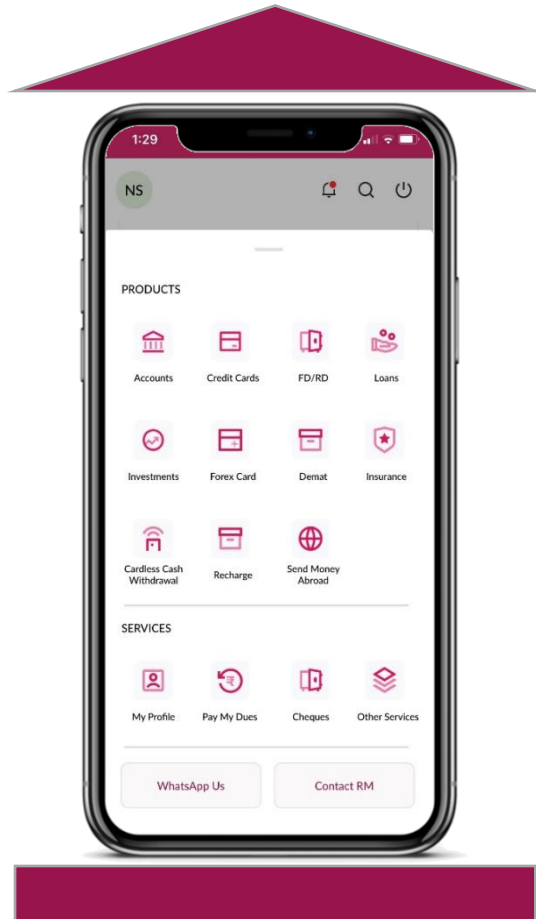 1:29
NS
PRODUCTS
Accounts Credit Cards FD/RD Loans
Investments Forex Card Demat Insurance
Cardless Cash
Withdrawal Recharge Send Money
Abroad
SERVICES
My Profile Pay My Dues Cheques Other Services
WhatsApp Us Contact RM